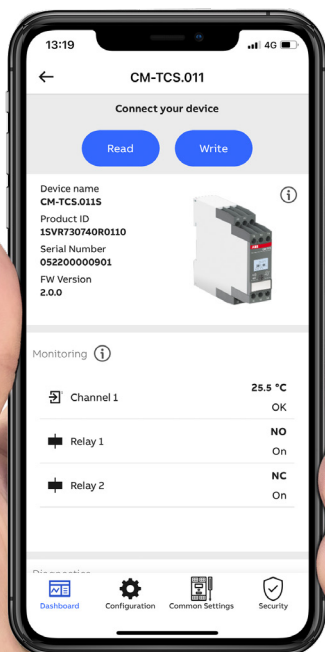 13:19
4G
CM-TCS.011
Connect your device
Read Write
Device name
CM-TCS.011S
Product ID
1SVR730740R0110
Serial Number
052200000901
FW Version
2.0.0
ABB
Monitoring
Channel 1
25.5 °C
OK
Relay 1
NO
On
Relay 2
NC
On
Diagnostics
Dashboard Configuration Common Settings Security